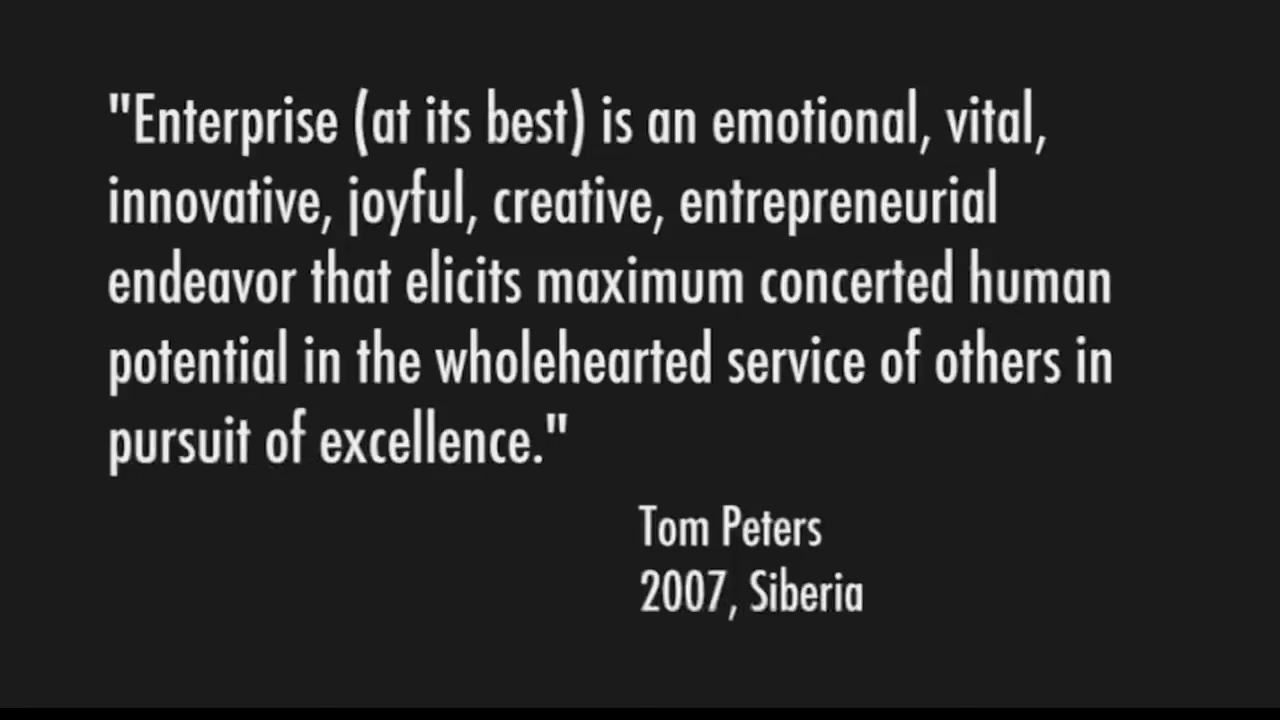 "Enterprise (at its best) is an emotional, vital,
innovative, joyful, creative, entrepreneurial
endeavor that elicits maximum concerted human
potential in the wholehearted service of others in
pursuit of excellence."
Tom Peters
2007, Siberia